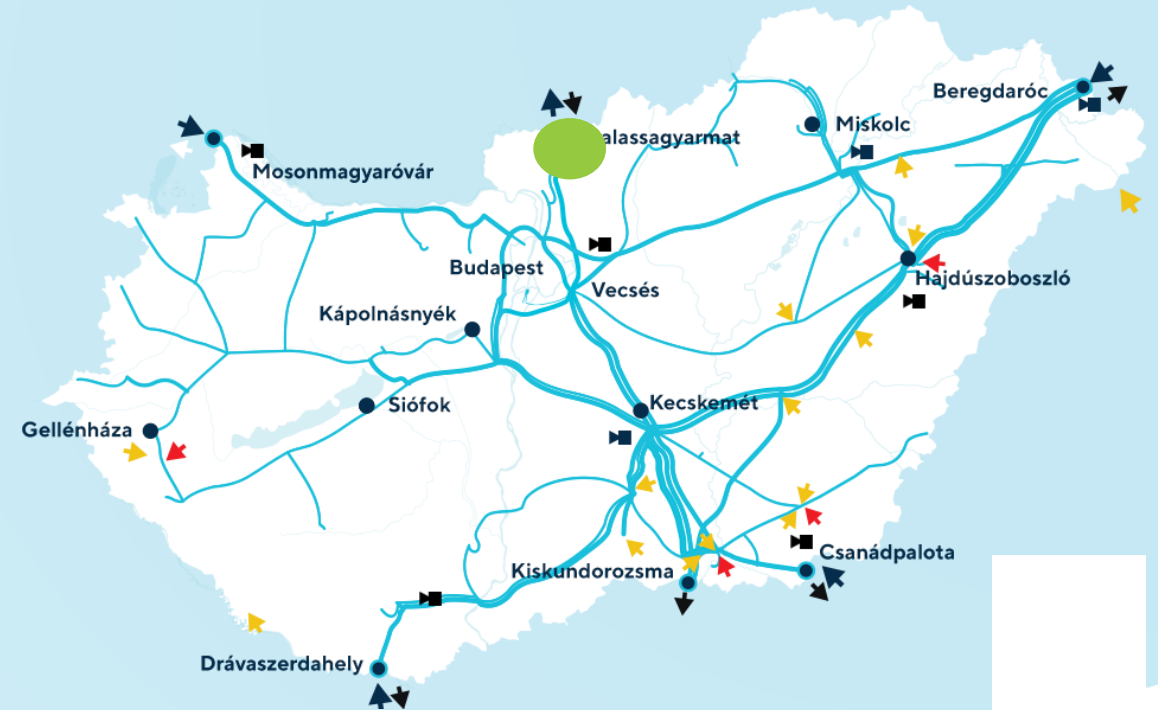 Beregdaróc
Miskolc
alassagyarmat
Mosonmagyaróvár
Budapest
Hajdúszoboszló
Vecsés
Kápolnásnyék
Siófok
Kecskemét
Gellénháza
Csanádpalota
Kiskundorozsma
Drávaszerdahely